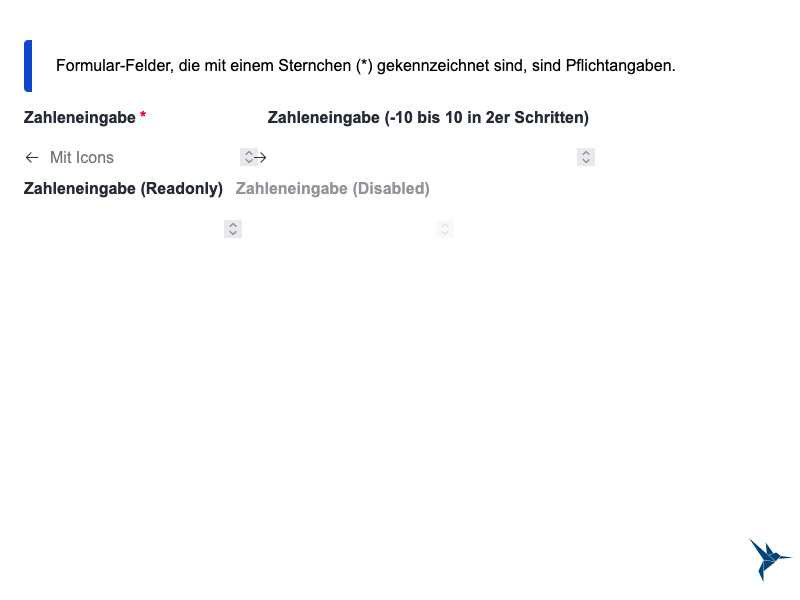 Formular-Felder, die mit einem Sternchen (*) gekennzeichnet sind, sind Pflichtangaben.
Zahleneingabe * Zahleneingabe (-10 bis 10 in 2er Schritten)
Mit Icons
Zahleneingabe (Readonly) Zahleneingabe (Disabled)